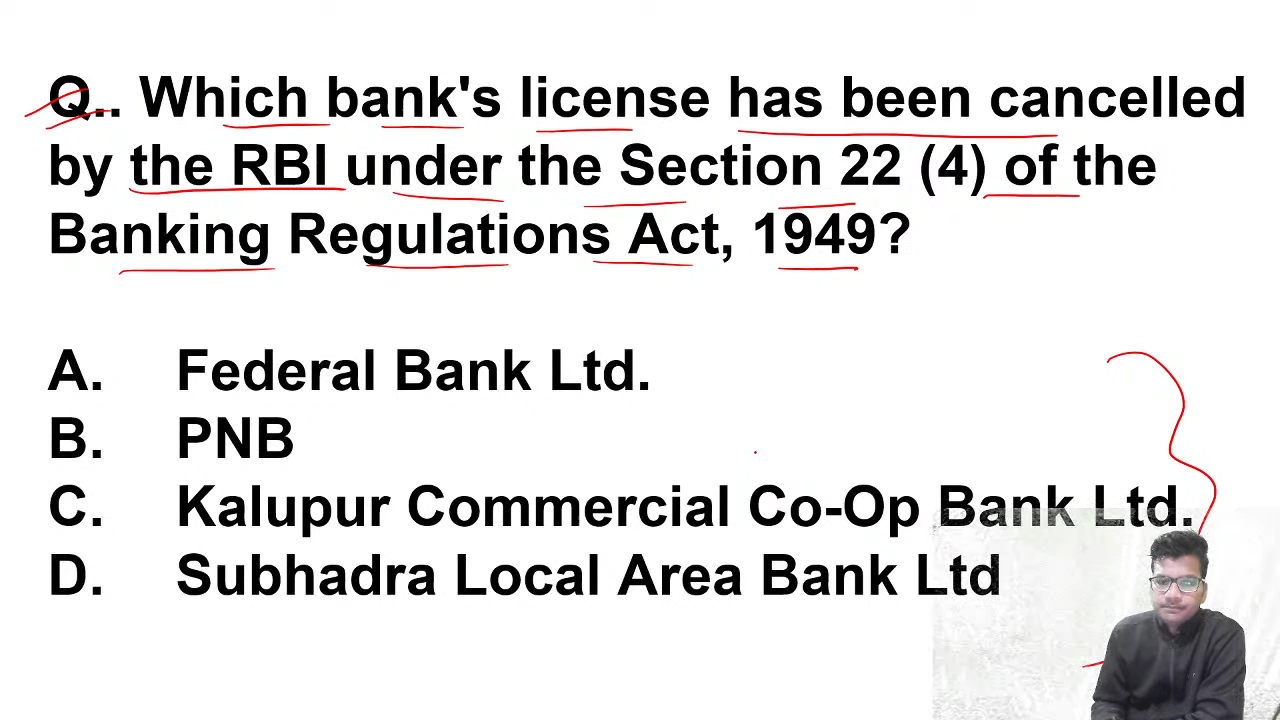 Q.. Which bank's license has been cancelled
by the RBI under the Section 22 (4) of the
Banking Regulations Act, 1949?
A. Federal Bank Ltd.
B. PNB
C. Kalupur Commercial Co-Op Bank Ltd.
D. Subhadra Local Area Bank Ltd